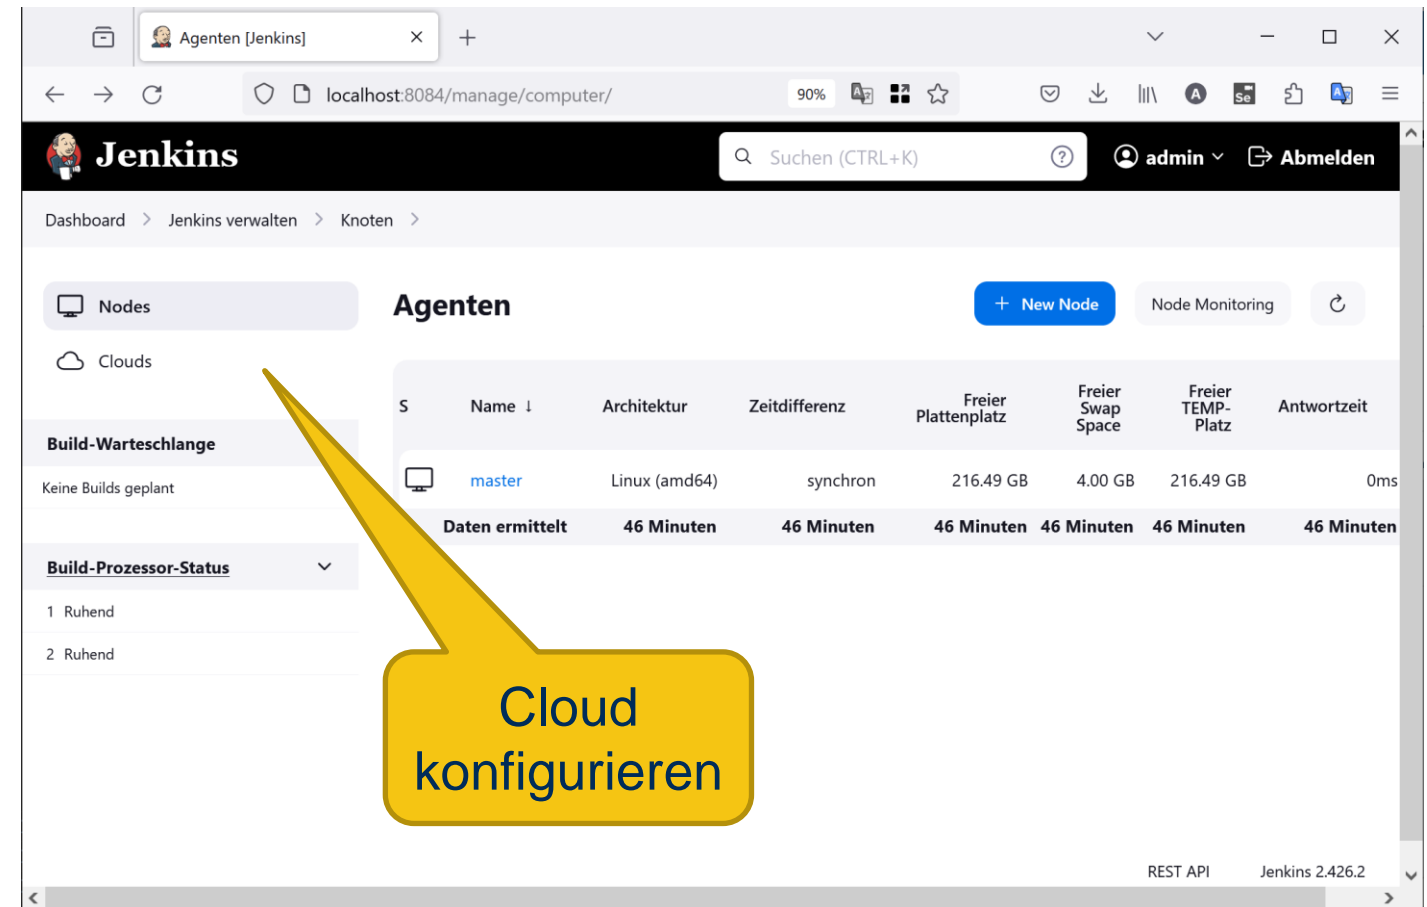 Agenten [Jenkins]
localhost:8084/manage/computer/
90%
Jenkins
Suchen (CTRL+K)
admin
Abmelden
Dashboard > Jenkins verwalten > Knoten >
Nodes
Clouds
Build-Warteschlange
Keine Builds geplant
Build-Prozessor-Status
1 Ruhend
2 Ruhend
Agenten
+ New Node
Node Monitoring
S Name ↓ Architektur Zeitdifferenz Freier Plattenplatz Freier Swap Space Freier TEMP-Platz Antwortzeit
master Linux (amd64) synchron 216.49 GB 4.00 GB 216.49 GB 0ms
Daten ermittelt 46 Minuten 46 Minuten 46 Minuten 46 Minuten 46 Minuten 46 Minuten
Cloud
konfigurieren
REST API Jenkins 2.426.2